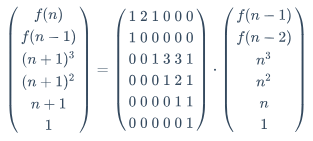 f(n) 1 2 1 0 0 0 f(n − 1)
f(n − 1) 1 0 0 0 0 0 f(n − 2)
(n + 1)³ 0 0 1 3 3 1 n³
(n + 1)² = 0 0 0 1 2 1 · n²
n + 1 0 0 0 0 1 1 n
1 0 0 0 0 0 1 1